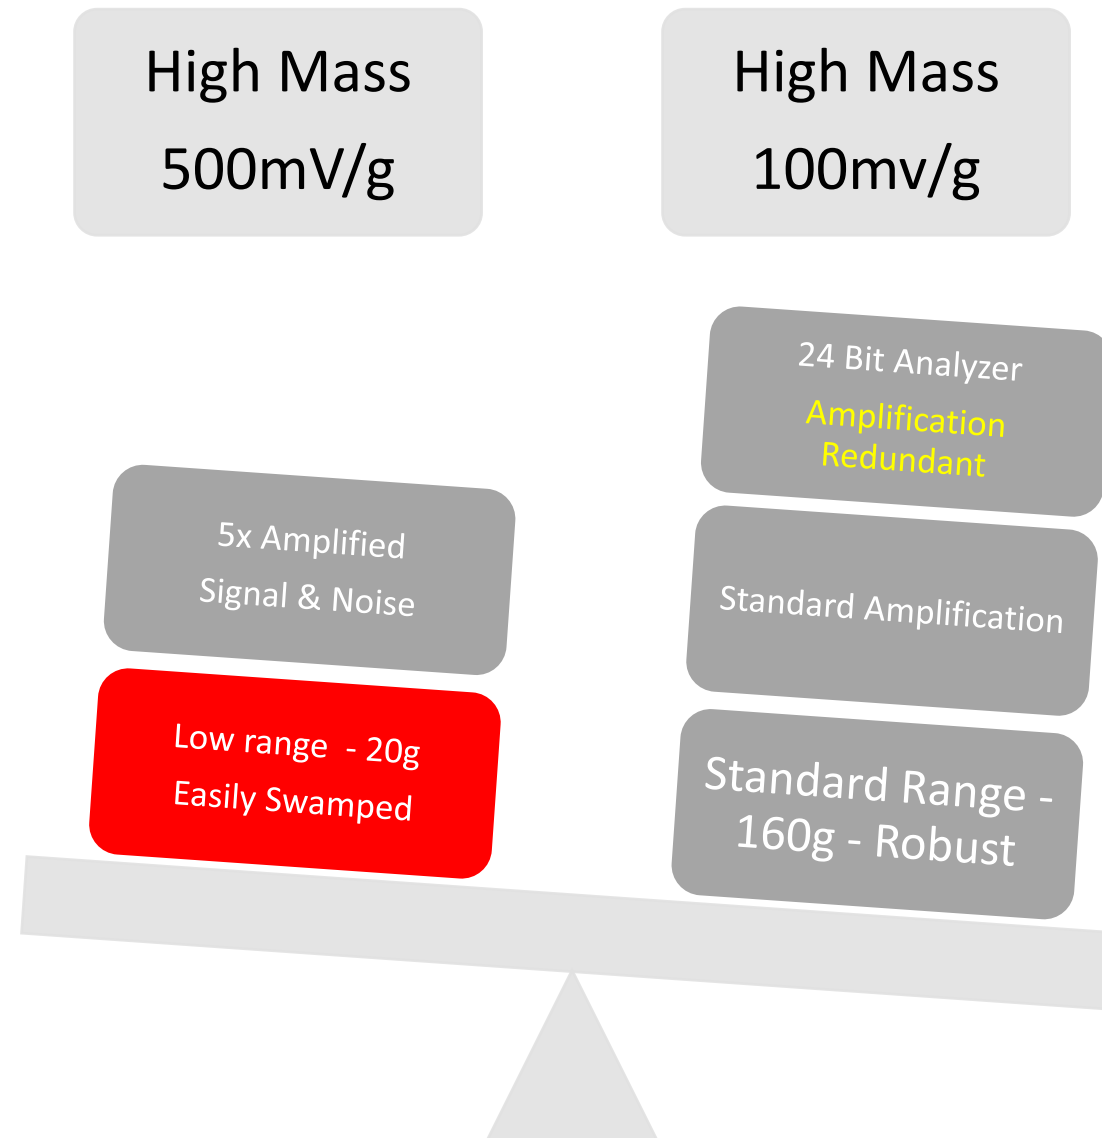 High Mass
500mV/g
High Mass
100mv/g
24 Bit Analyzer
Amplification
Redundant
5x Amplified
Signal & Noise
Standard Amplification
Low range  - 20g
Easily Swamped
Standard Range -
160g - Robust